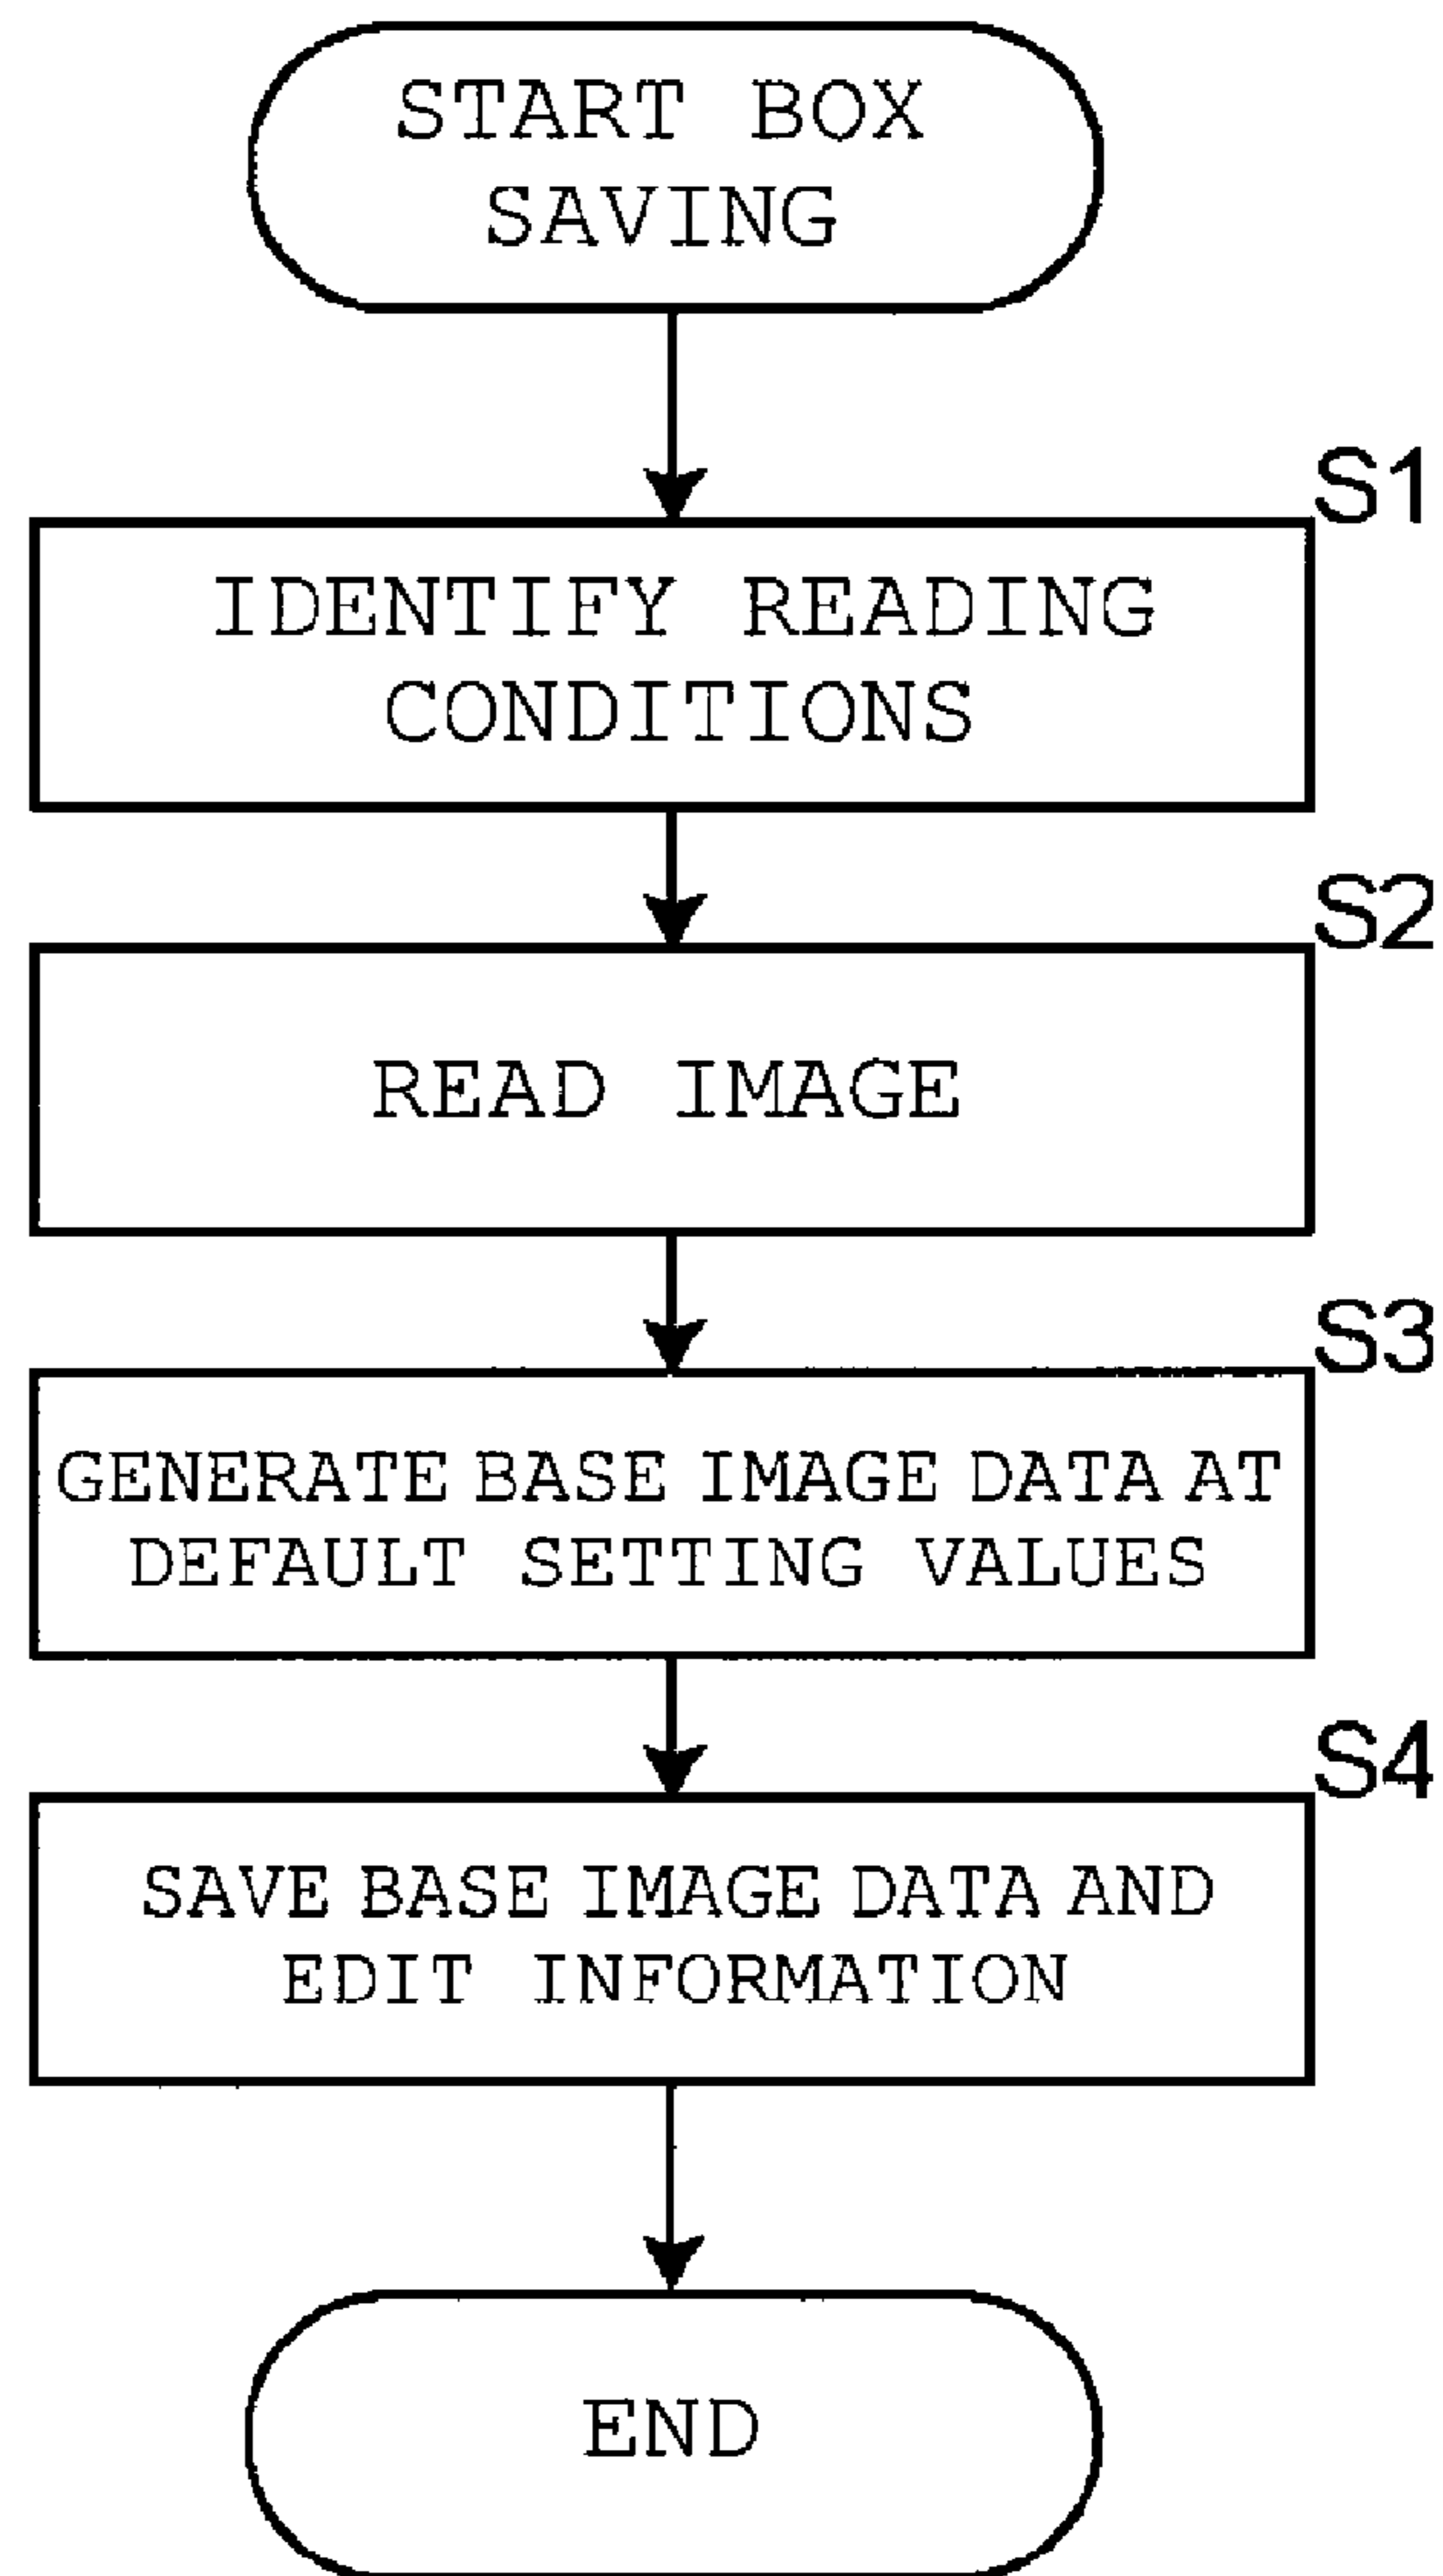 START BOX
SAVING
S1
IDENTIFY READING
CONDITIONS
S2
READ IMAGE
S3
GENERATE BASE IMAGE DATA AT
DEFAULT SETTING VALUES
S4
SAVE BASE IMAGE DATA AND
EDIT INFORMATION
END